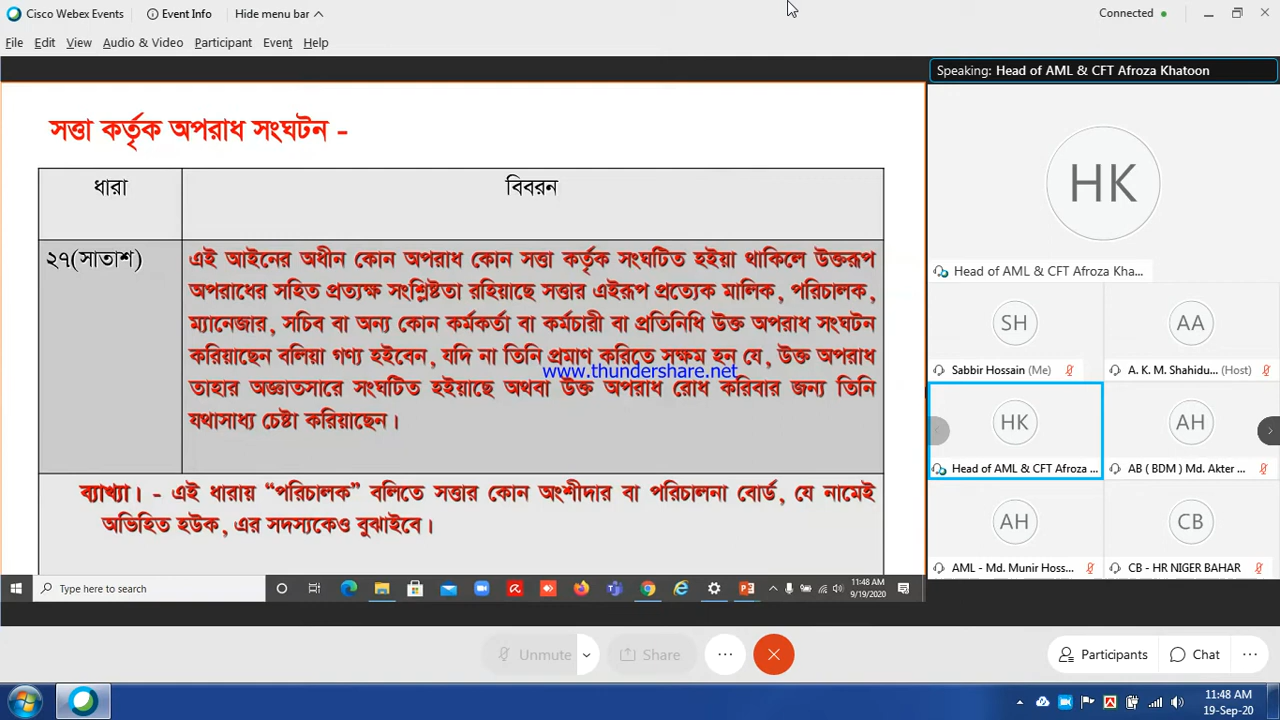 Cisco Webex Events
Event Info
Hide menu bar
Connected
File Edit View Audio & Video Participant Event Help
Speaking: Head of AML & CFT Afroza Khatoon
সত্তা কর্তৃক অপরাধ সংঘটন -
ধারা
বিবরন
২৭(সাতাশ)
এই আইনের অধীন কোন অপরাধ কোন সত্তা কর্তৃক সংঘটিত হইয়া থাকিলে উক্তরূপ
অপরাধের সহিত প্রত্যক্ষ সংশ্লিষ্টতা রহিয়াছে সত্তার এইরূপ প্রত্যেক মালিক, পরিচালক,
ম্যানেজার, সচিব বা অন্য কোন কর্মকর্তা বা কর্মচারী বা প্রতিনিধি উক্ত অপরাধ সংঘটন
করিয়াছেন বলিয়া গণ্য হইবেন, যদি না তিনি প্রমাণ করিতে সক্ষম হন যে, উক্ত অপরাধ
www.thundershare.net
তাহার অজ্ঞাতসারে সংঘটিত হইয়াছে অথবা উক্ত অপরাধ রোধ করিবার জন্য তিনি
যথাসাধ্য চেষ্টা করিয়াছেন।
ব্যাখ্যা। - এই ধারায় “পরিচালক” বলিতে সত্তার কোন অংশীদার বা পরিচালনা বোর্ড, যে নামেই
অভিহিত হউক, এর সদস্যকেও বুঝাইবে।
Type here to search
11:48 AM
9/19/2020
HK
Head of AML & CFT Afroza Kha...
SH
AA
Sabbir Hossain (Me)
A. K. M. Shahidu... (Host)
HK
AH
Head of AML & CFT Afroza ...
AB ( BDM ) Md. Akter ...
AH
CB
AML - Md. Munir Hoss...
CB - HR NIGER BAHAR
Unmute
Share
Participants
Chat
11:48 AM
19-Sep-20